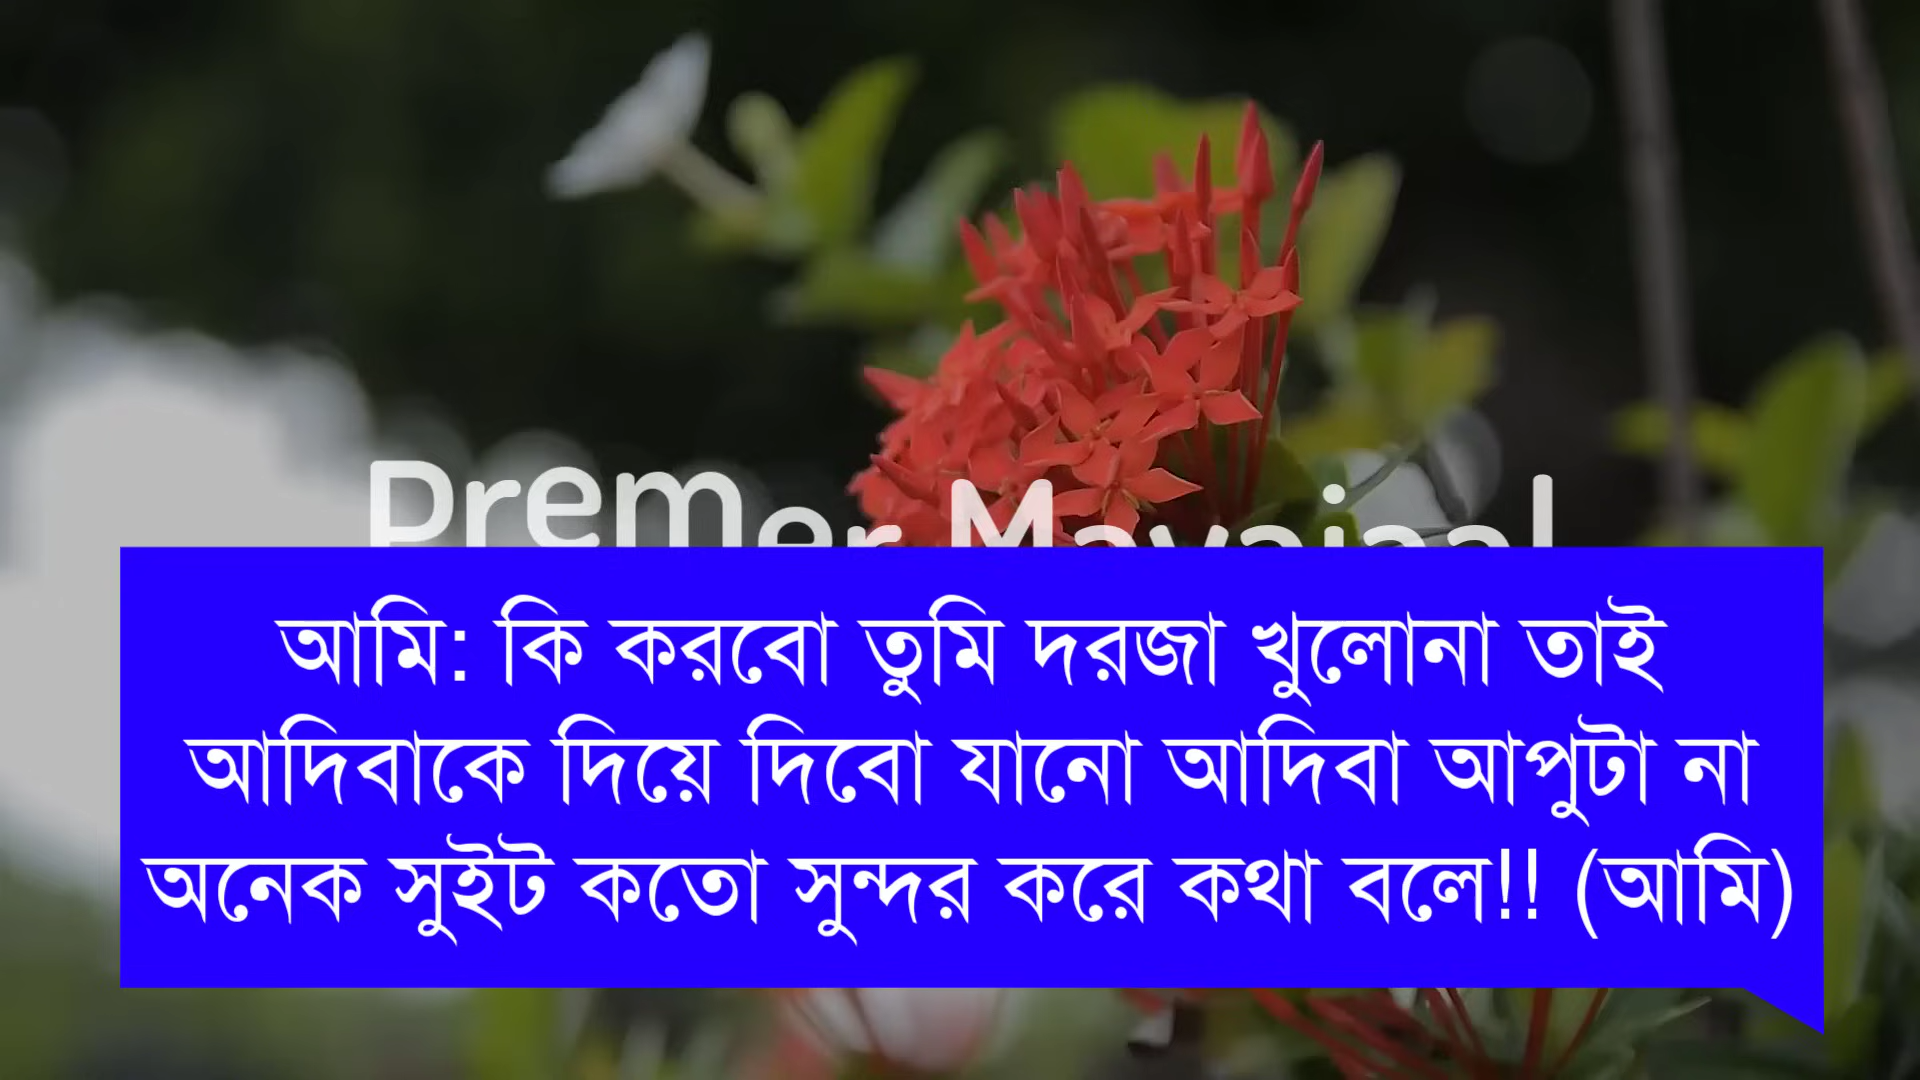 Premer Mayajaal
আমি: কি করবো তুমি দরজা খুলোনা তাই
আদিবাকে দিয়ে দিবো যানো আদিবা আপুটা না
অনেক সুইট কতো সুন্দর করে কথা বলে!! (আমি)